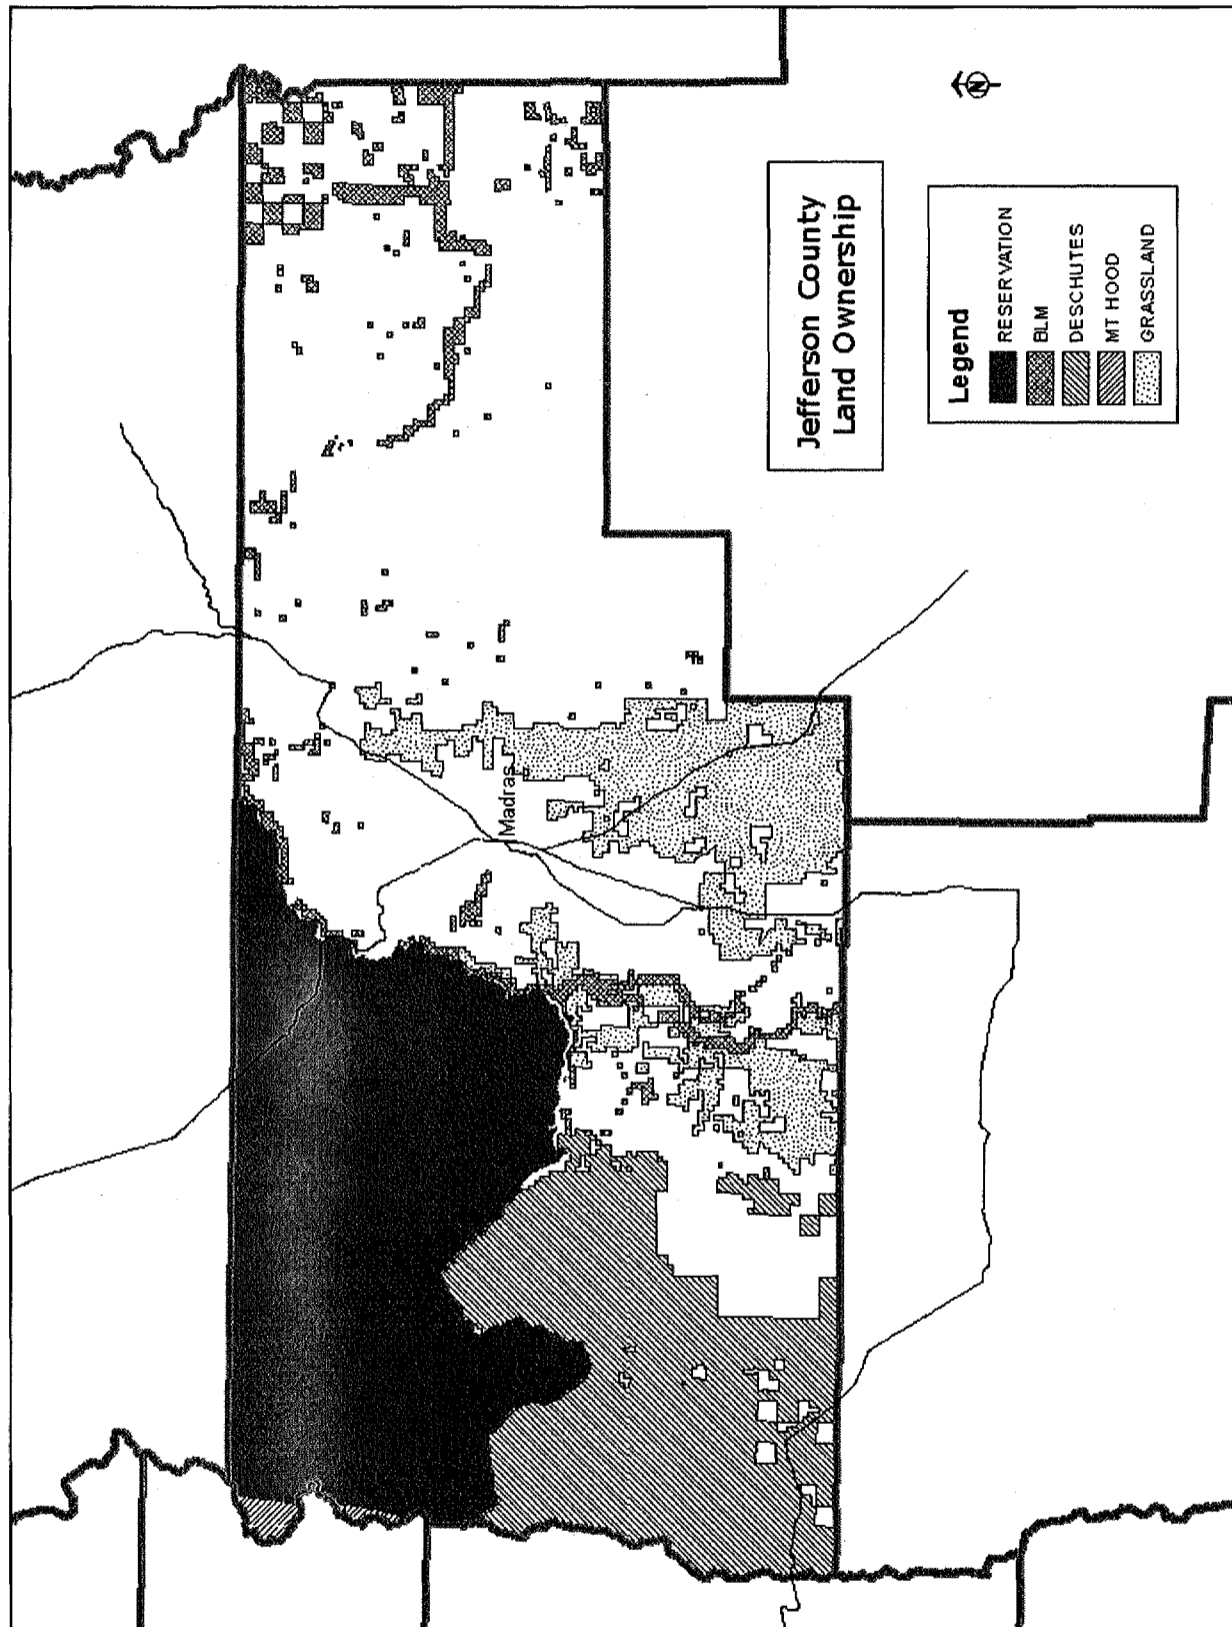 Jefferson County
Land Ownership
Legend
RESERVATION
BLM
DESCHUTES
MT HOOD
GRASSLAND
Madras
N